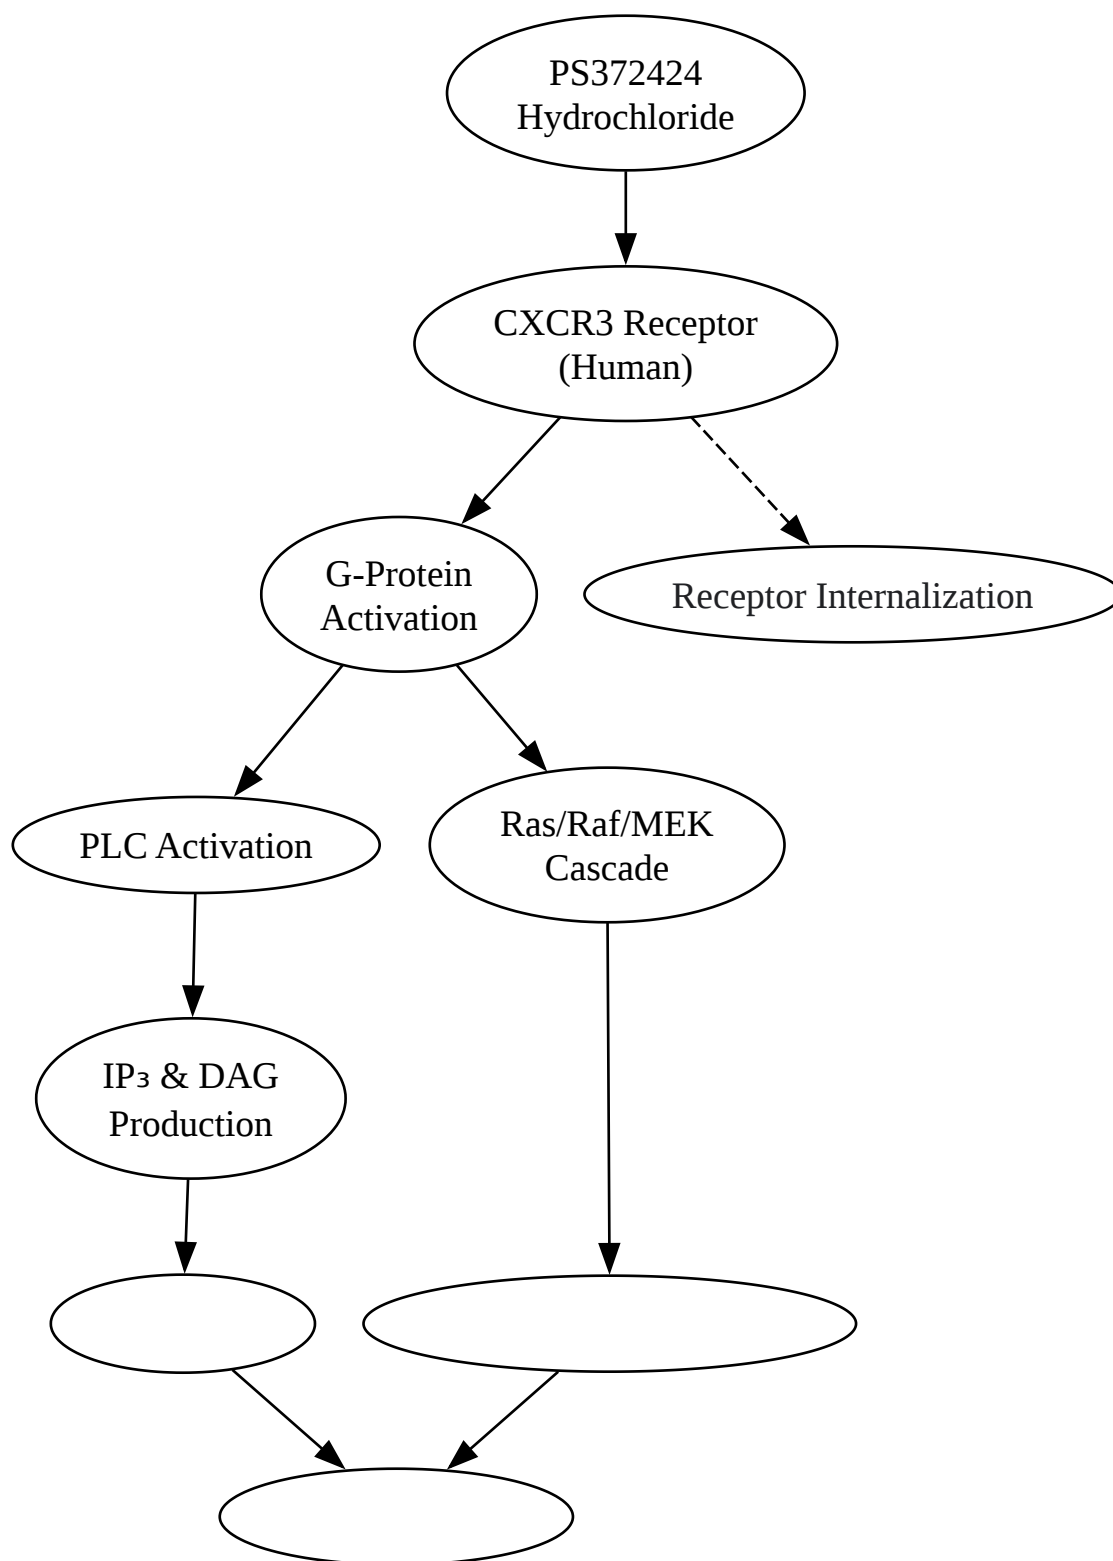 PS372424
Hydrochloride
CXCR3 Receptor
(Human)
G-Protein
Activation
Receptor Internalization
PLC Activation
Ras/Raf/MEK
Cascade
IP₃ & DAG
Production